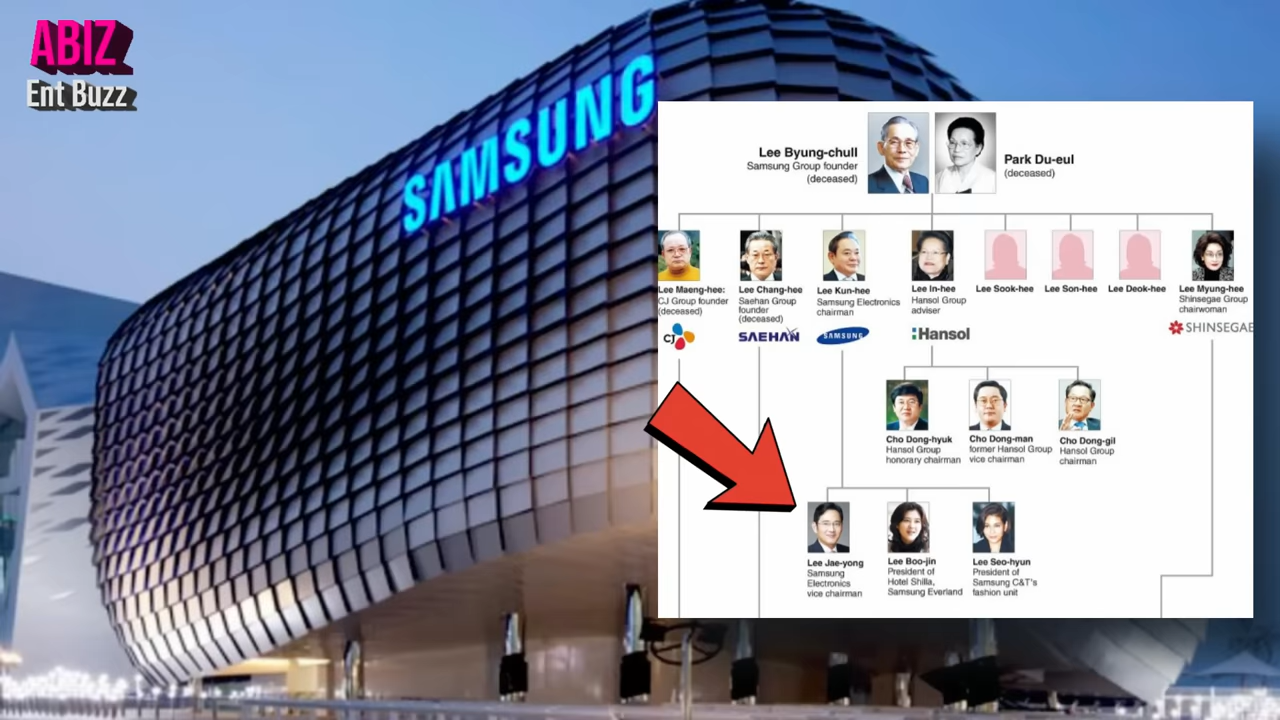 ABIZ
Ent Buzz
SAMSUNG
Lee Byung-chull
Samsung Group founder
(deceased)
Park Du-eul
(deceased)
Lee Maeng-hee:
CJ Group founder
(deceased)
Lee Chang-hee
Saehan Group
founder
(deceased)
Lee Kun-hee
Samsung Electronics
chairman
Lee In-hee
Hansol Group
adviser
Lee Sook-hee
Lee Son-hee
Lee Deok-hee
Lee Myung-hee
Shinsegae Group
chairwoman
CJ
SAEHAN
SAMSUNG
Hansol
SHINSEGAE
Cho Dong-hyuk
Hansol Group
honorary chairman
Cho Dong-man
former Hansol Group
vice chairman
Cho Dong-gil
Hansol Group
chairman
Lee Jae-yong
Samsung
Electronics
vice chairman
Lee Boo-jin
President of
Hotel Shilla,
Samsung Everland
Lee Seo-hyun
President of
Samsung C&T's
fashion unit